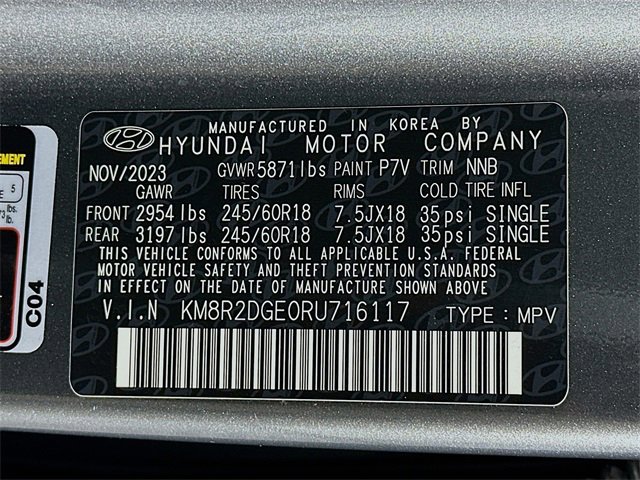 MANUFACTURED IN KOREA BY
HYUNDAI MOTOR COMPANY
NOV/2023 GVWR 5871lbs PAINT P7V TRIM NNB
GAWR TIRES RIMS COLD TIRE INFL
FRONT 2954 lbs 245/60R18 7.5JX18 35psi SINGLE
REAR 3197 lbs 245/60R18 7.5JX18 35psi SINGLE
THIS VEHICLE CONFORMS TO ALL APPLICABLE U.S.A. FEDERAL
MOTOR VEHICLE SAFETY AND THEFT PREVENTION STANDARDS
IN EFFECT ON THE DATE OF MANUFACTURE SHOWN ABOVE
V.I.N KM8R2DGE0RU716117 TYPE : MPV
5
lbs.
C04